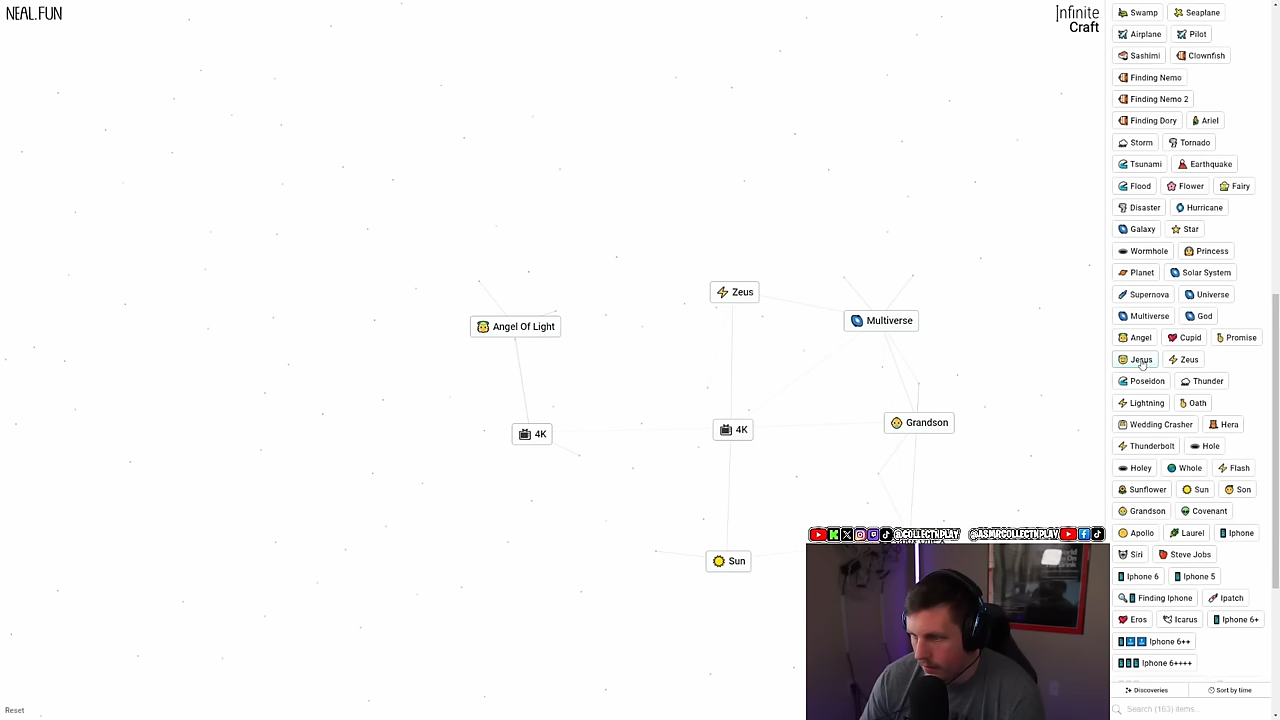 NEAL.FUN
Infinite
Craft
Swamp Seaplane
Airplane Pilot
Sashimi Clownfish
Finding Nemo
Finding Nemo 2
Finding Dory Ariel
Storm Tornado
Tsunami Earthquake
Flood Flower Fairy
Disaster Hurricane
Galaxy Star
Wormhole Princess
Planet Solar System
Supernova Universe
Multiverse God
Angel Cupid Promise
Jesus Zeus
Poseidon Thunder
Lightning Oath
Wedding Crasher Hera
Thunderbolt Hole
Holey Whole Flash
Sunflower Sun Son
Grandson Covenant
Apollo Laurel Iphone
Siri Steve Jobs
Iphone 6 Iphone 5
Finding Iphone Ipatch
Eros Icarus Iphone 6+
Iphone 6++
Iphone 6++++
Discoveries Sort by time
Search (163) items...
Zeus
Angel Of Light
Multiverse
4K
4K
Grandson
Sun
@COLLECTNPLAY @ASIARCOLLECTNPLAY
Reset